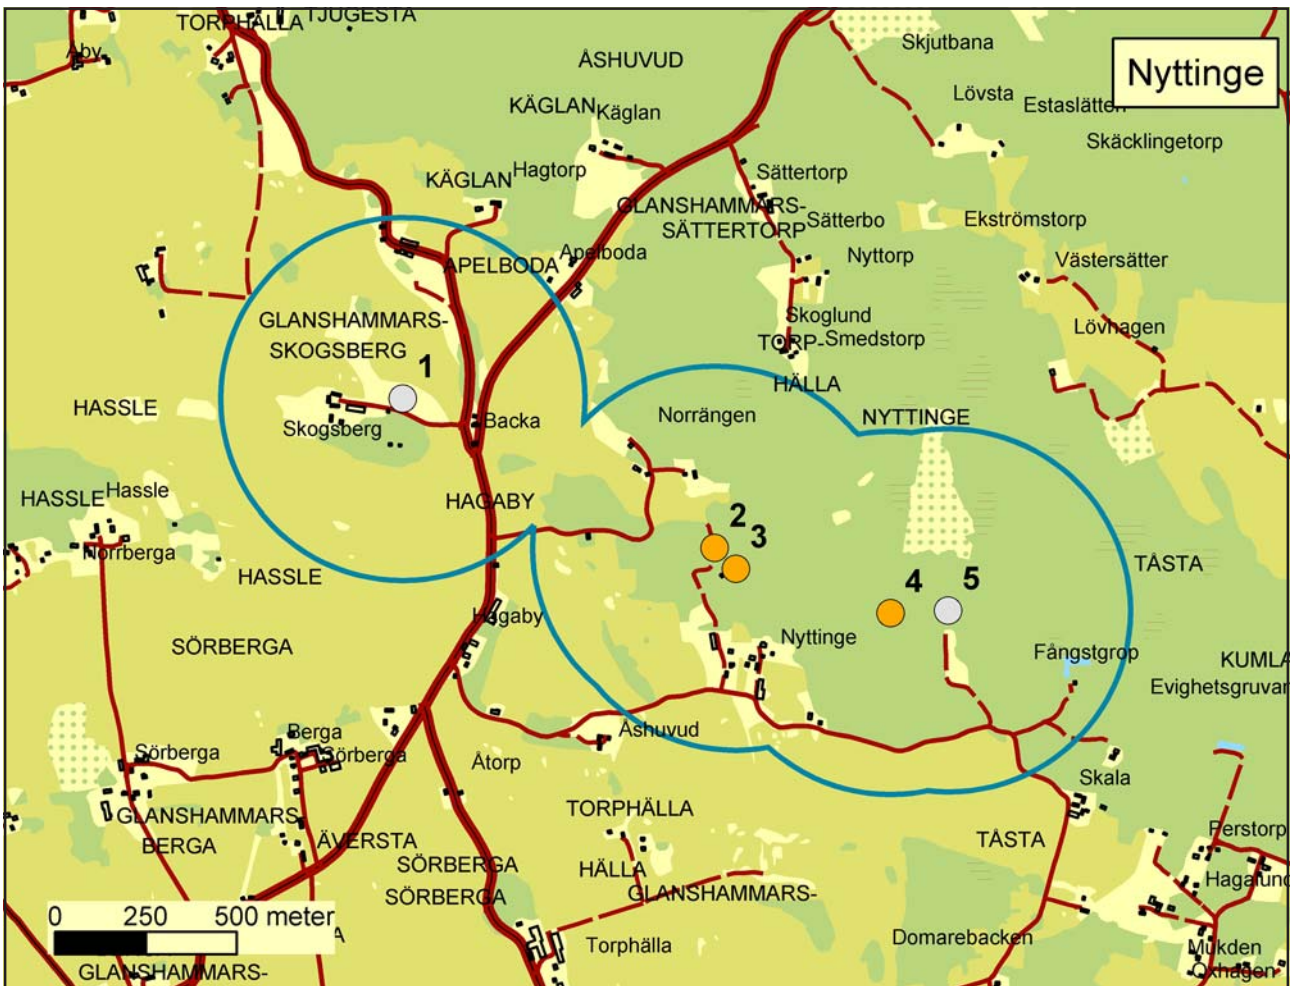 TORPHÄLLA
TJUGESTA
Åby
Skjutbana
Nyttinge
ÅSHUVUD
KÄGLAN
Käglan
Lövsta
Estaslätten
Skäcklingetorp
KÄGLAN
Hagtorp
Sättertorp
GLANSHAMMARS-
SÄTTERTORP
Sätterbo
Ekströmstorp
APELBODA
Apelboda
Nyttorp
Västersätter
GLANSHAMMARS-
SKOGSBERG
Skoglund
TORP-
Smedstorp
Lövhagen
HÄLLA
1
HASSLE
Skogsberg
Backa
Norrängen
NYTTINGE
HASSLE
Hassle
HAGABY
2
3
Norrberga
HASSLE
TÅSTA
4
5
Hagaby
SÖRBERGA
Nyttinge
Fångstgrop
KUMLA
Evighetsgruvan
Berga
Sörberga
Sörberga
Åshuvud
Åtorp
Skala
GLANSHAMMARS
BERGA
TORPHÄLLA
ÄVERSTA
SÖRBERGA
SÖRBERGA
HÄLLA
GLANSHAMMARS-
TÅSTA
Perstorp
Hagalund
0 250 500 meter
A
Torphälla
Domarebacken
Mukden
Oxhagen
GLANSHAMMARS-